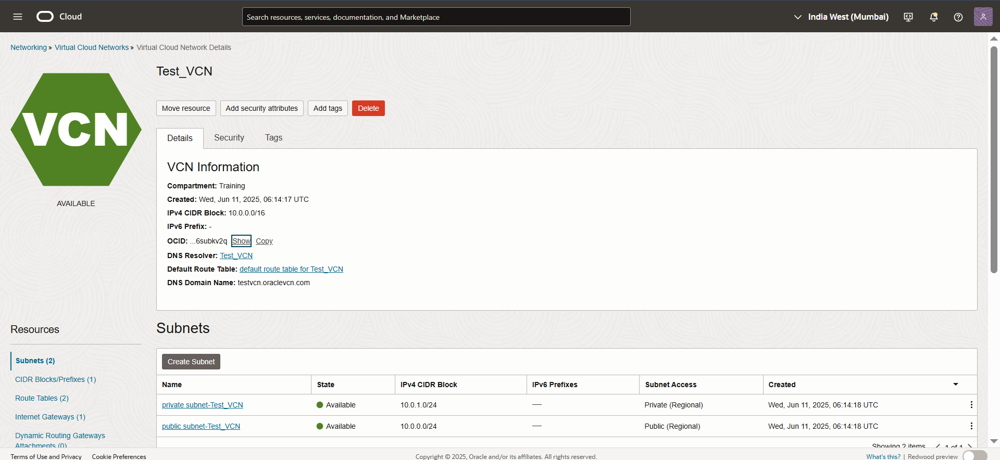 Cloud
Search resources, services, documentation, and Marketplace
India West (Mumbai)
Networking » Virtual Cloud Networks » Virtual Cloud Network Details
VCN
AVAILABLE
Test_VCN
Move resource Add security attributes Add tags Delete
Details Security Tags
VCN Information
Compartment: Training
Created: Wed, Jun 11, 2025, 06:14:17 UTC
IPv4 CIDR Block: 10.0.0.0/16
IPv6 Prefix: -
OCID: ...6subkv2q Show Copy
DNS Resolver: Test_VCN
Default Route Table: default route table for Test_VCN
DNS Domain Name: testvcn.oraclevcn.com
Resources
Subnets (2)
CIDR Blocks/Prefixes (1)
Route Tables (2)
Internet Gateways (1)
Dynamic Routing Gateways
Attachments (0)
Subnets
Create Subnet
Name State IPv4 CIDR Block IPv6 Prefixes Subnet Access Created
private subnet-Test_VCN Available 10.0.1.0/24 — Private (Regional) Wed, Jun 11, 2025, 06:14:18 UTC
public subnet-Test_VCN Available 10.0.0.0/24 — Public (Regional) Wed, Jun 11, 2025, 06:14:18 UTC
Showing 2 items 1 of 1
Terms of Use and Privacy Cookie Preferences
Copyright © 2025, Oracle and/or its affiliates. All rights reserved.
What's this? | Redwood preview